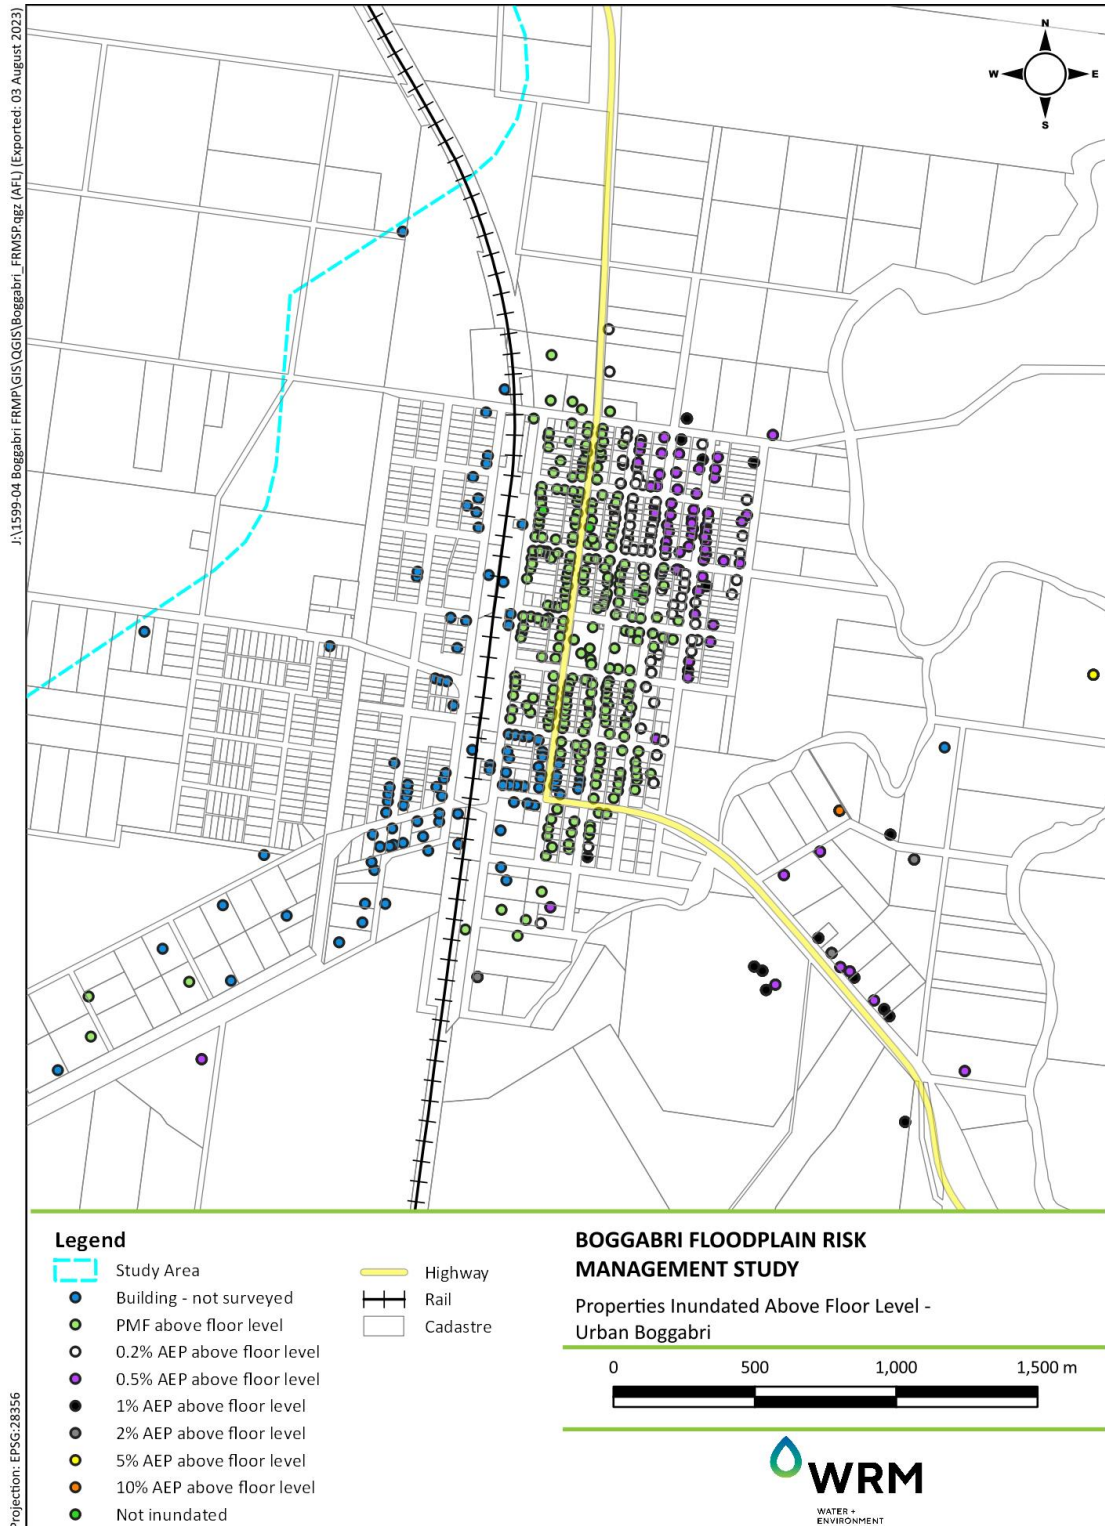 J:\1599-04 Boggabri FRMP\GIS\QGIS\Boggabri_FRMSP.qgz (AFL) (Exported: 03 August 2023)
N
W
E
S
Legend
Study Area
Building - not surveyed
PMF above floor level
0.2% AEP above floor level
0.5% AEP above floor level
1% AEP above floor level
2% AEP above floor level
5% AEP above floor level
10% AEP above floor level
Not inundated
Highway
Rail
Cadastre
BOGGABRI FLOODPLAIN RISK
MANAGEMENT STUDY
Properties Inundated Above Floor Level -
Urban Boggabri
0 500 1,000 1,500 m
WRM
WATER +
ENVIRONMENT
Projection: EPSG:28356